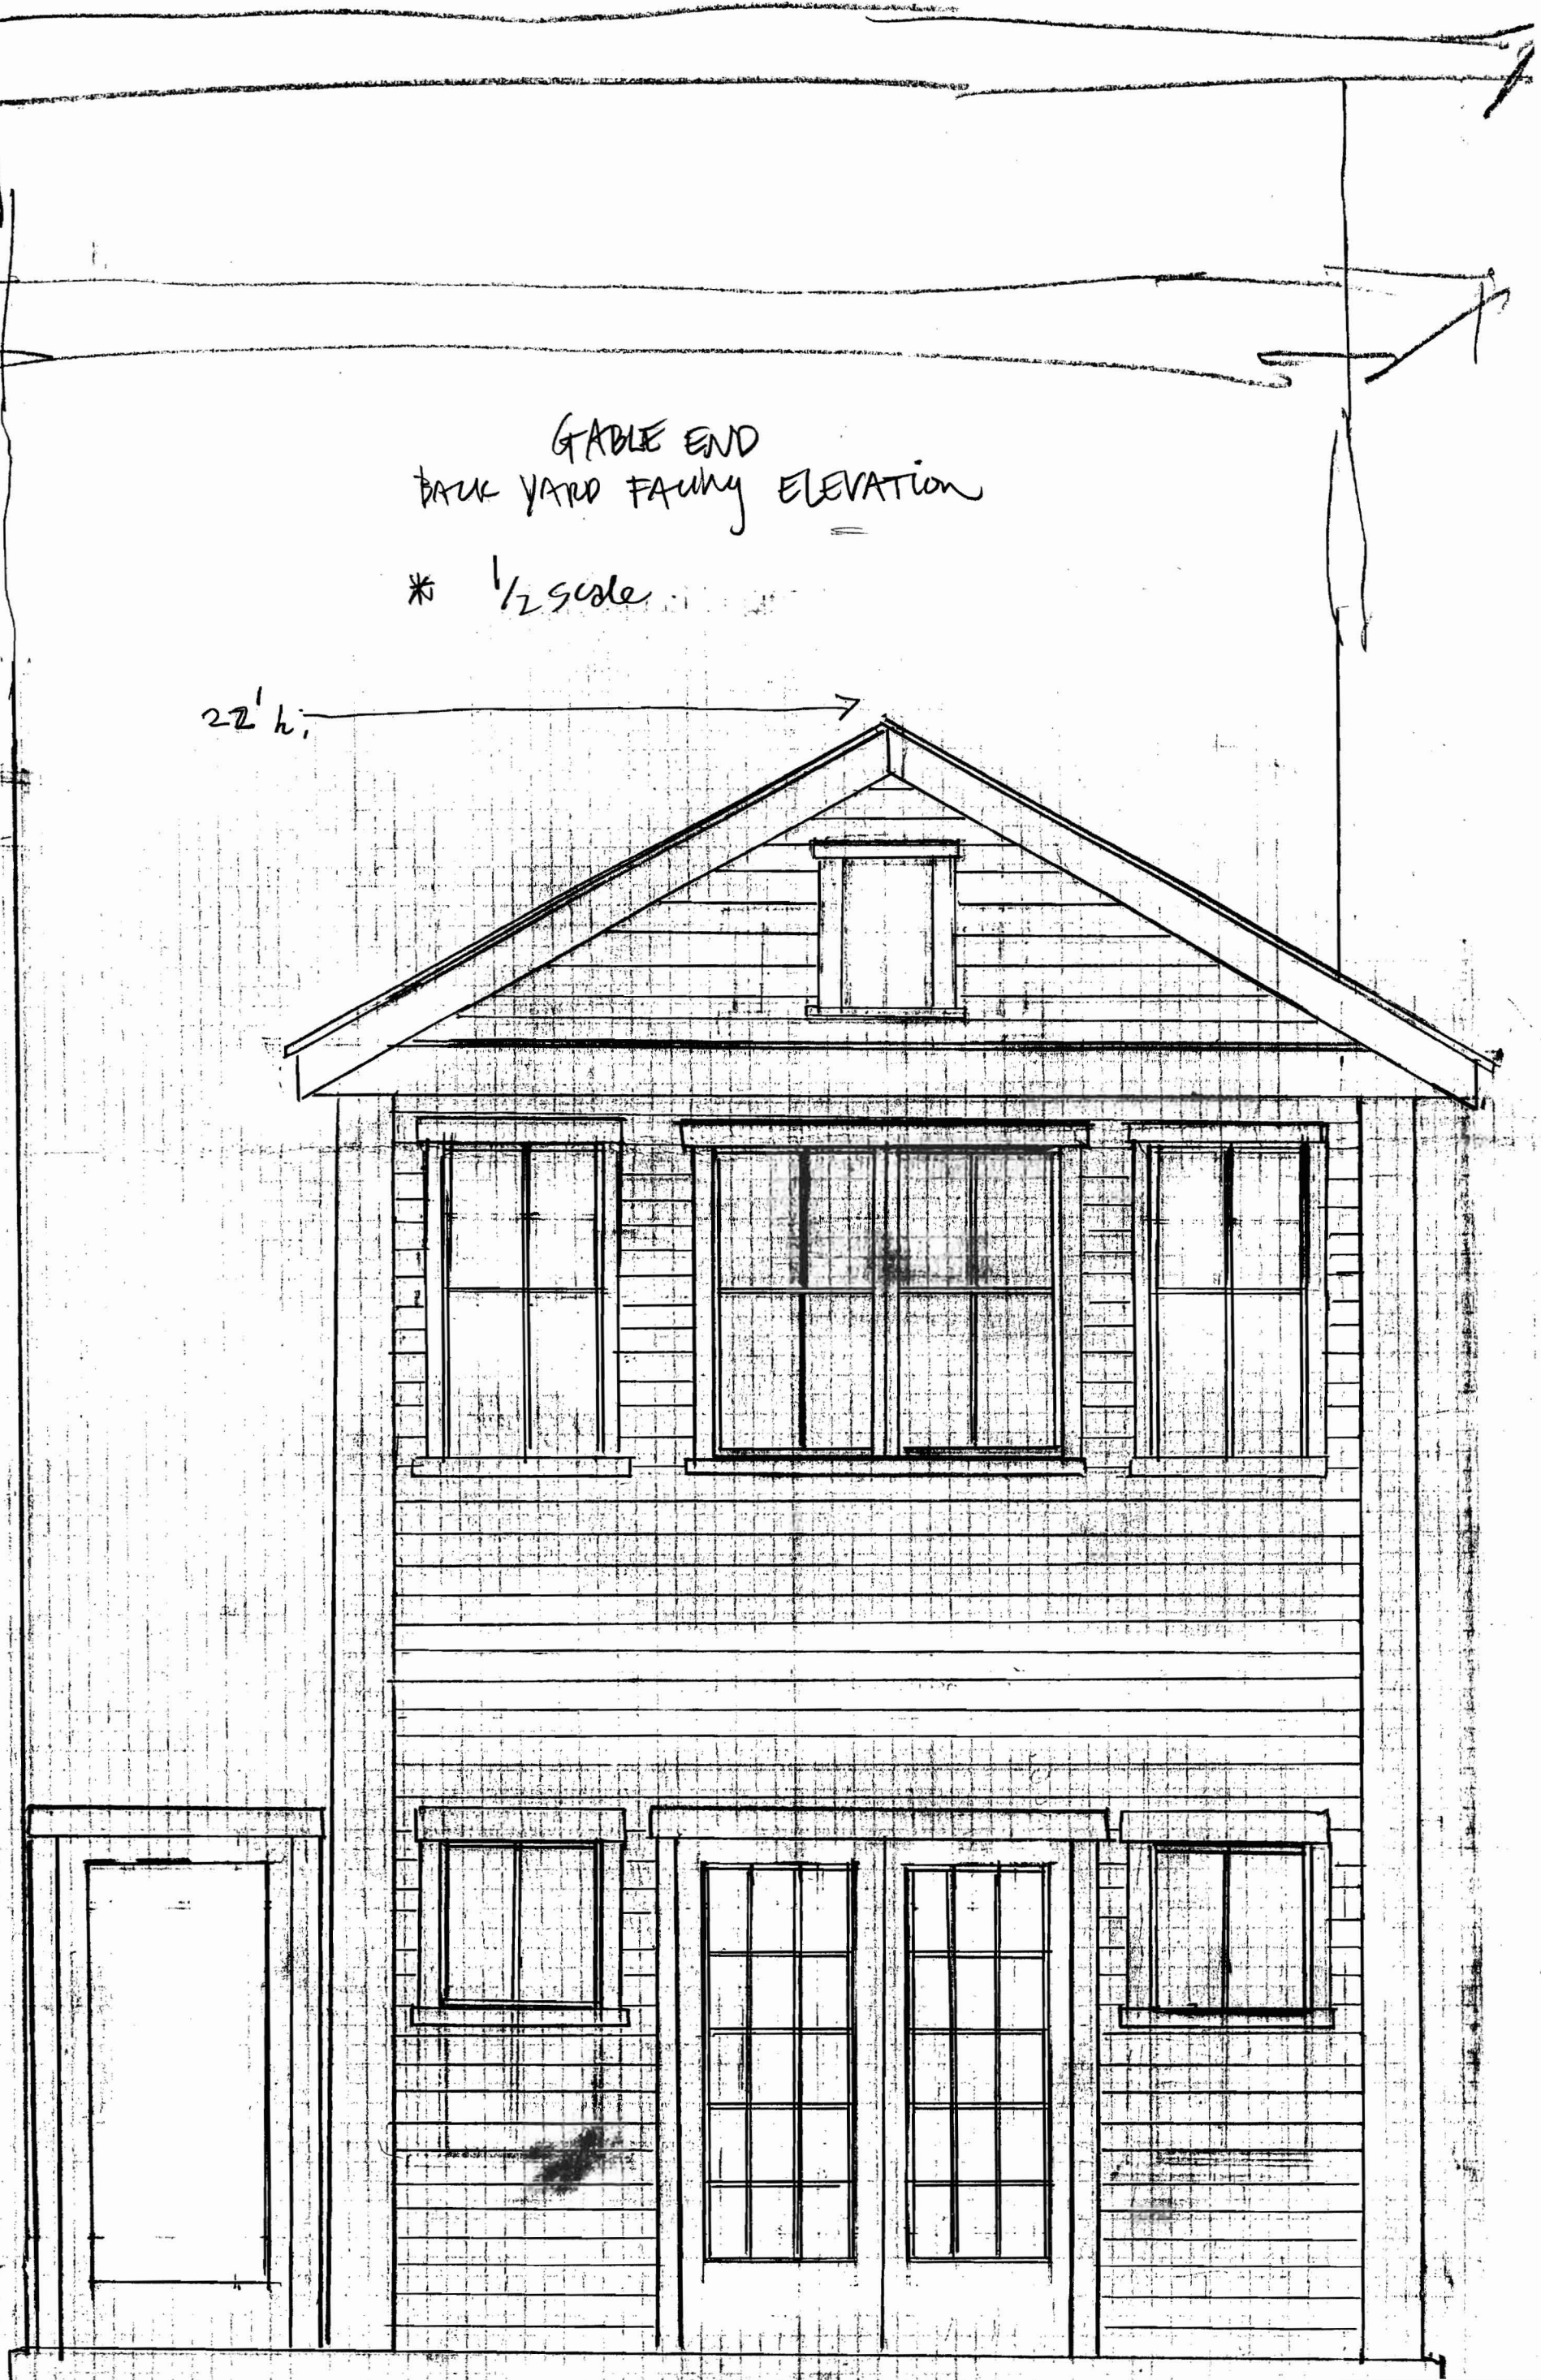 GABLE END
BACK YARD FACING ELEVATION
* 1/2 scale
22' h.